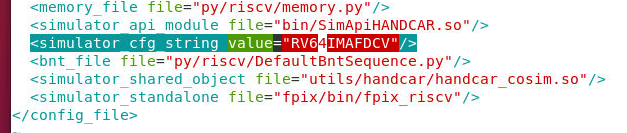 <memory_file file="py/riscv/memory.py"/>
<simulator_api_module file="bin/SimApiHANDCAR.so"/>
<simulator_cfg_string value="RV64IMAFDCV"/>
<bnt_file file="py/riscv/DefaultBntSequence.py"/>
<simulator_shared_object file="utils/handcar/handcar_cosim.so"/>
<simulator_standalone file="fpix/bin/fpix_riscv"/>
</config_file>